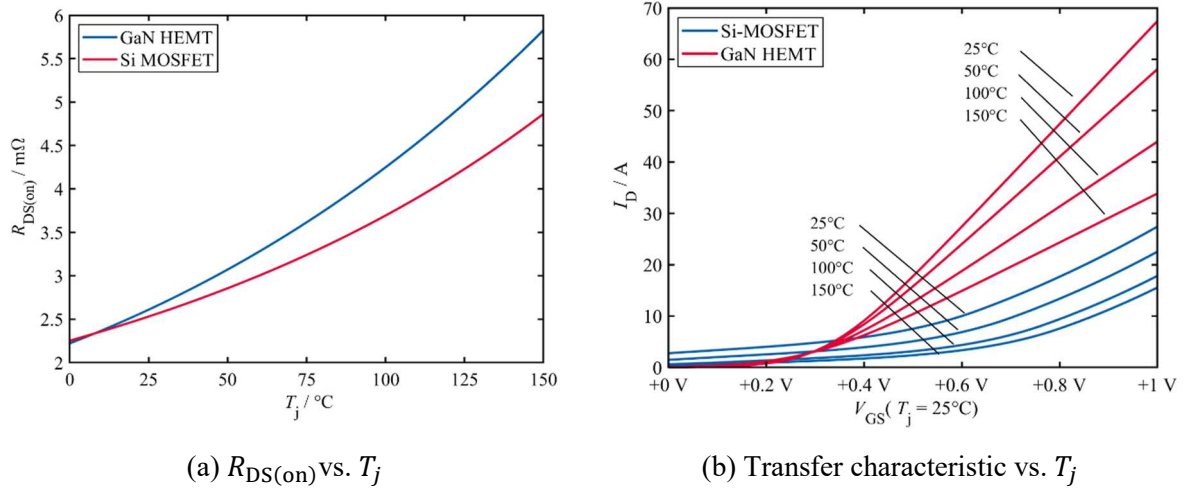 GaN HEMT
Si MOSFET
6
5.5
5
4.5
4
3.5
3
2.5
2
R_DS(on) / mΩ
0
25
50
75
100
125
150
T_j / °C
(a) R_DS(on) vs. T_j
Si-MOSFET
GaN HEMT
70
60
50
40
30
20
10
0
I_D / A
25°C
50°C
100°C
150°C
25°C
50°C
100°C
150°C
+0 V
+0.2 V
+0.4 V
+0.6 V
+0.8 V
+1 V
V_GS( T_j = 25°C)
(b) Transfer characteristic vs. T_j